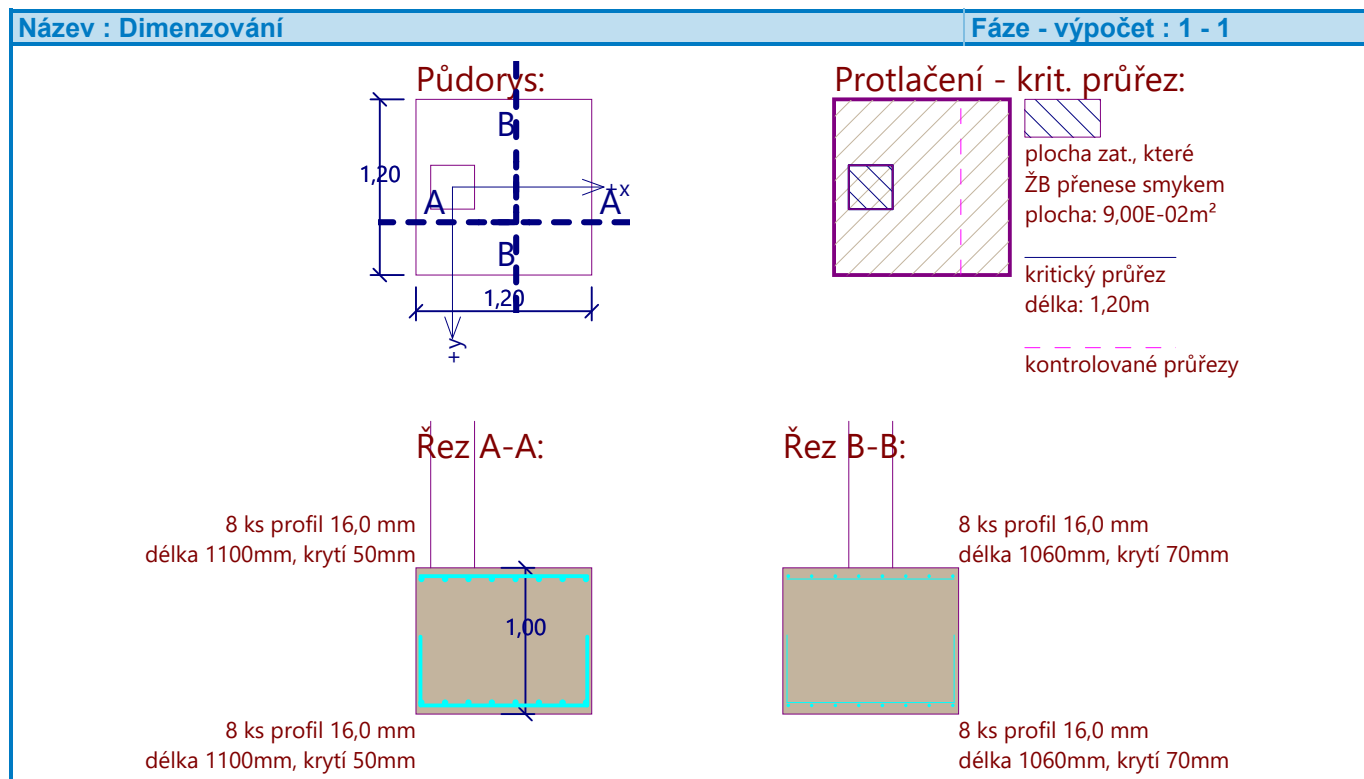 Název : Dimenzování
Fáze - výpočet : 1 - 1
Půdorys:
B
1,20
A
+x
A
B
1,20
+y
Protlačení - krit. průřez:
plocha zat., které
ŽB přenese smykem
plocha: 9,00E-02m²
kritický průřez
délka: 1,20m
kontrolované průřezy
Řez A-A:
8 ks profil 16,0 mm
délka 1100mm, krytí 50mm
1,00
8 ks profil 16,0 mm
délka 1100mm, krytí 50mm
Řez B-B:
8 ks profil 16,0 mm
délka 1060mm, krytí 70mm
8 ks profil 16,0 mm
délka 1060mm, krytí 70mm